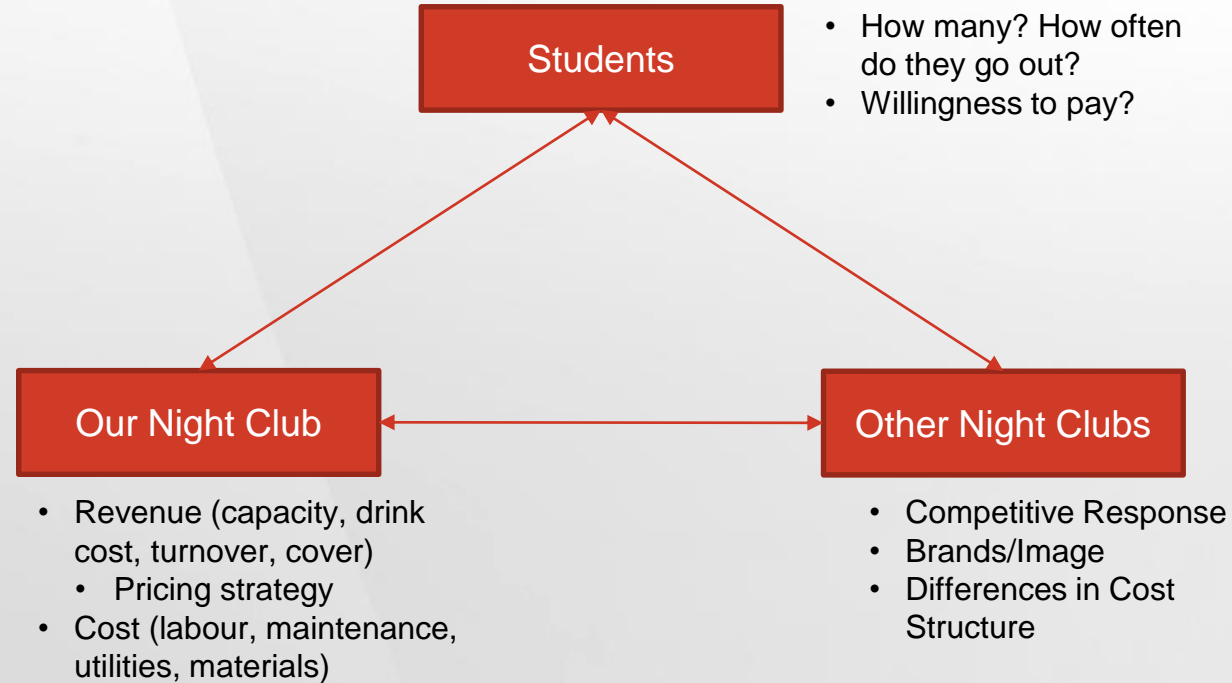 Students
• How many? How often
do they go out?
• Willingness to pay?
Our Night Club
• Revenue (capacity, drink
cost, turnover, cover)
• Pricing strategy
• Cost (labour, maintenance,
utilities, materials)
Other Night Clubs
• Competitive Response
• Brands/Image
• Differences in Cost
Structure